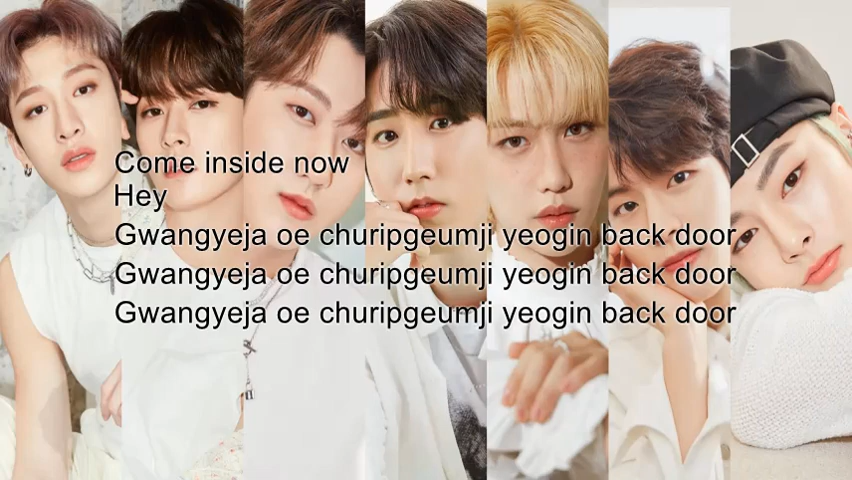 Come inside now
Hey
Gwangyeja oe churipgeumji yeogin back door
Gwangyeja oe churipgeumji yeogin back door
Gwangyeja oe churipgeumji yeogin back door